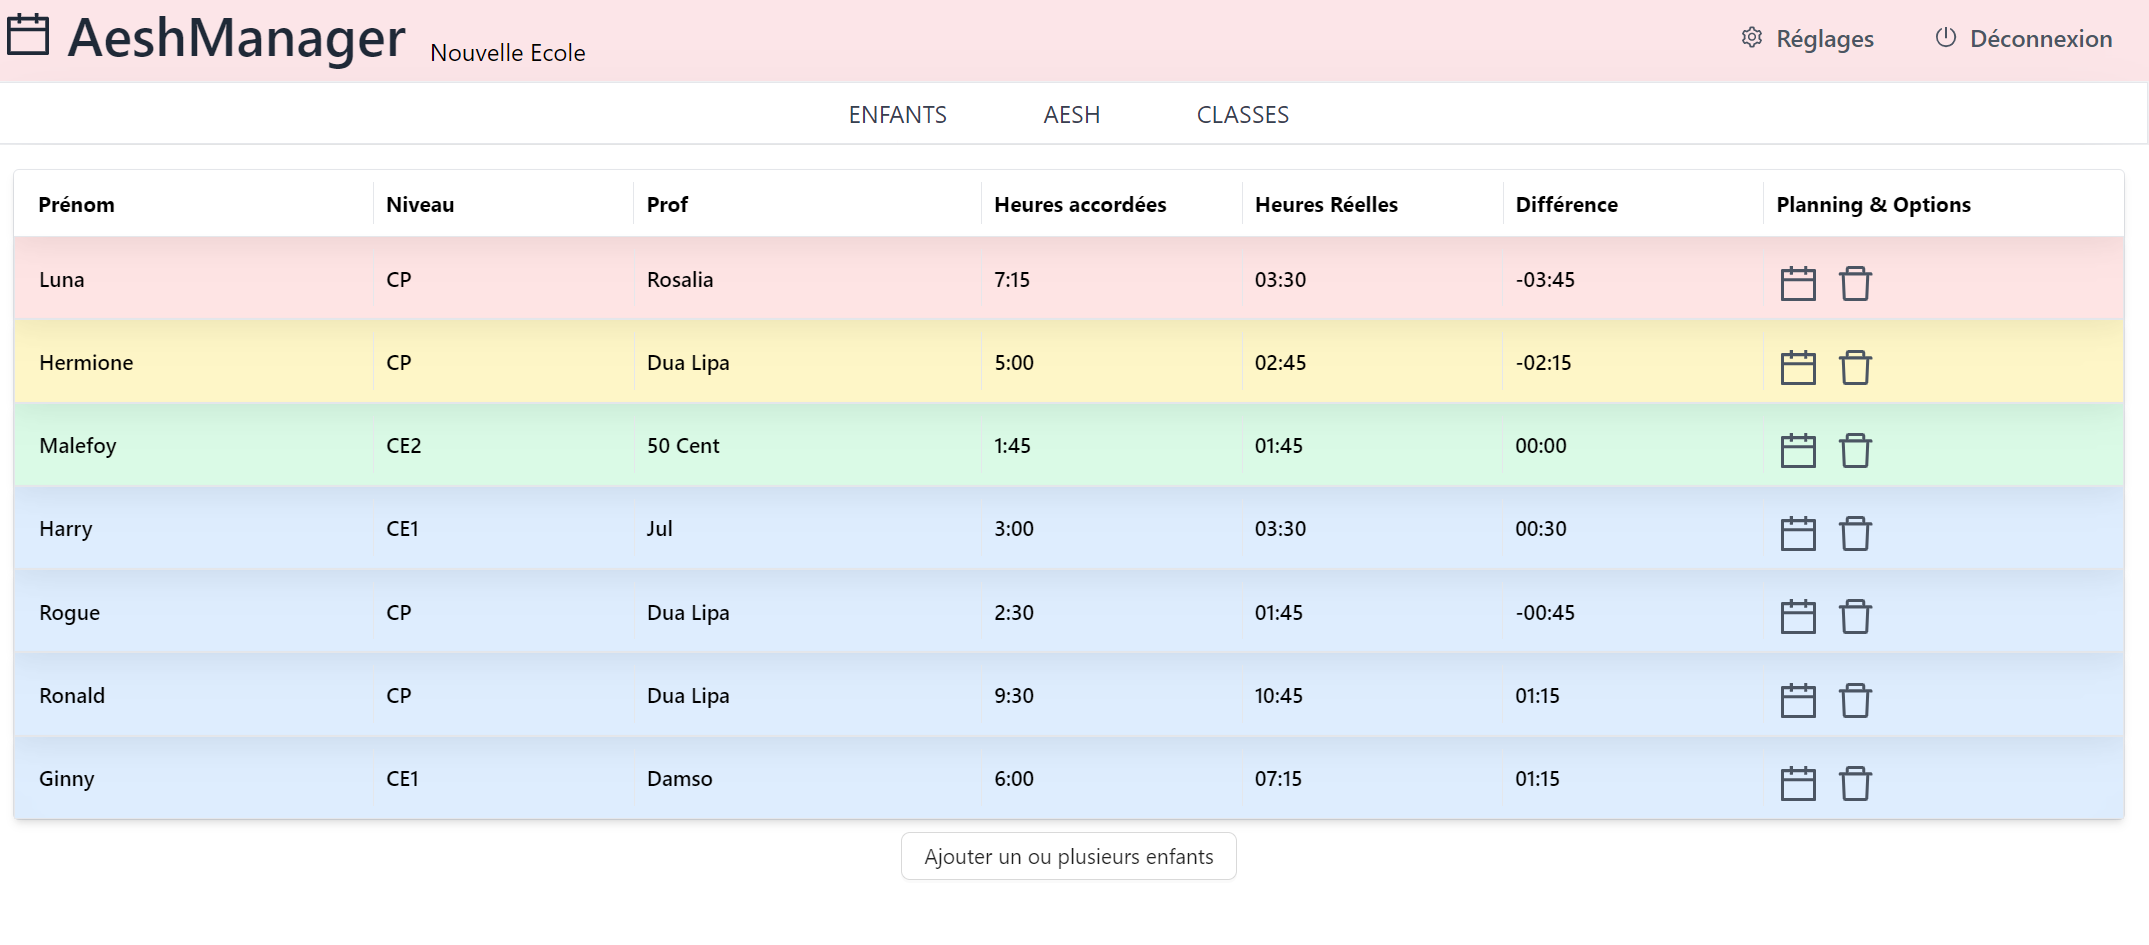 AeshManager Nouvelle Ecole Réglages Déconnexion
ENFANTS AESH CLASSES
Prénom Niveau Prof Heures accordées Heures Réelles Différence Planning & Options
Luna CP Rosalia 7:15 03:30 -03:45
Hermione CP Dua Lipa 5:00 02:45 -02:15
Malefoy CE2 50 Cent 1:45 01:45 00:00
Harry CE1 Jul 3:00 03:30 00:30
Rogue CP Dua Lipa 2:30 01:45 -00:45
Ronald CP Dua Lipa 9:30 10:45 01:15
Ginny CE1 Damso 6:00 07:15 01:15
Ajouter un ou plusieurs enfants